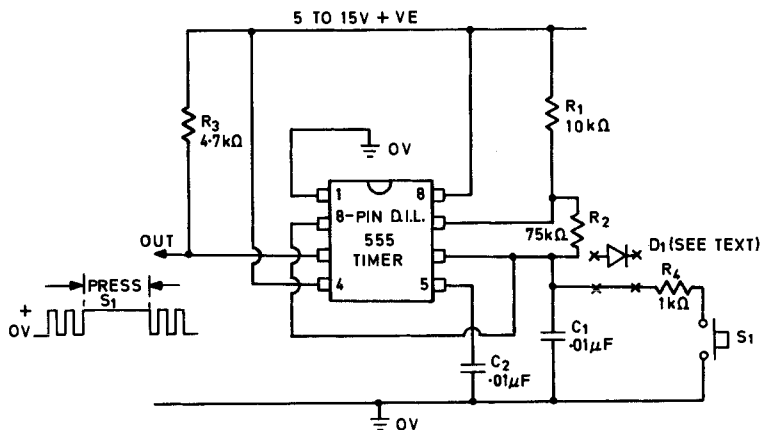 5 TO 15V + VE
R3
4·7kΩ
R1
10kΩ
0V
1
8
8-PIN D.I.L.
555
TIMER
4
5
R2
75kΩ
D1 (SEE TEXT)
OUT
PRESS
S1
+
0V
R4
1kΩ
S1
C1
·01µF
C2
·01µF
0V